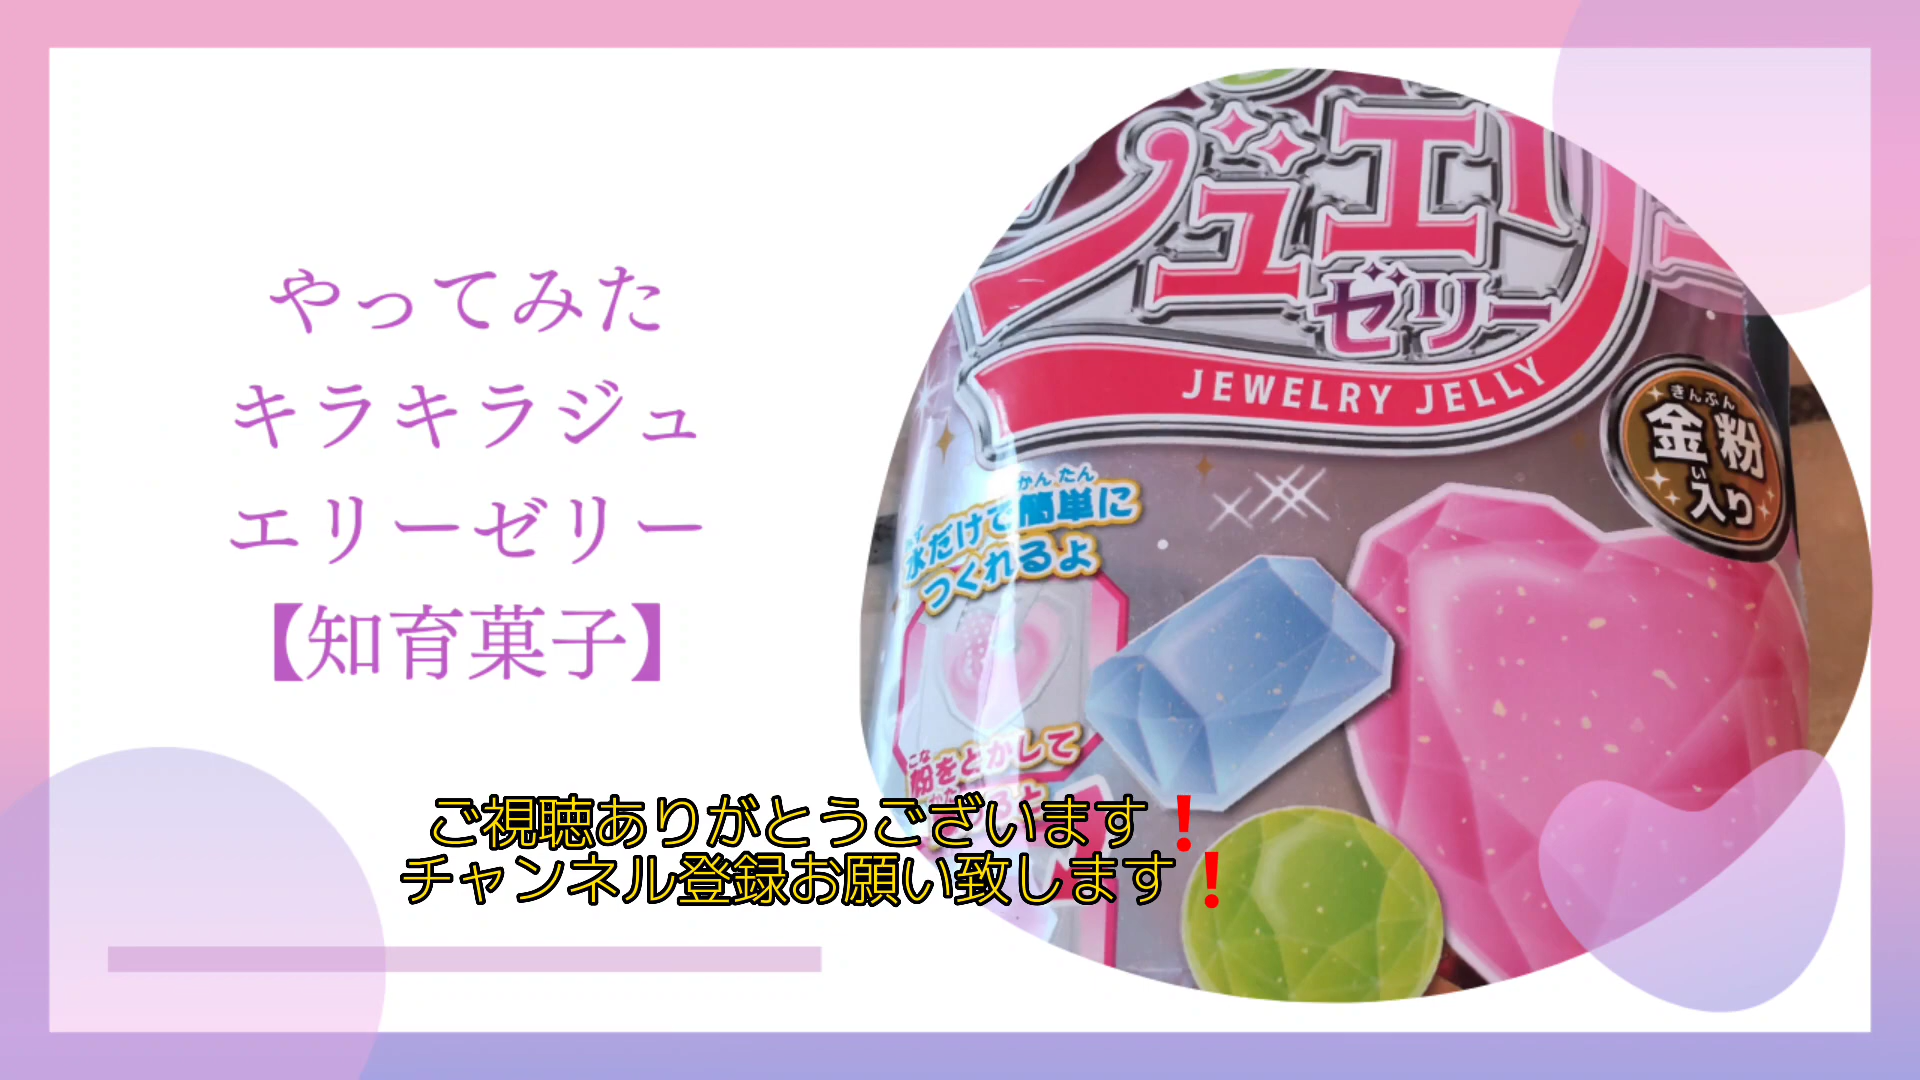 やってみた
キラキラジュ
エリーゼリー
【知育菓子】
ジュエリー
ゼリー
JEWELRY JELLY
きんぷん
金粉
い
入り
かんたん
水だけで簡単に
つくれるよ
こな
粉をとかして
ご視聴ありがとうございます❗
チャンネル登録お願い致します❗